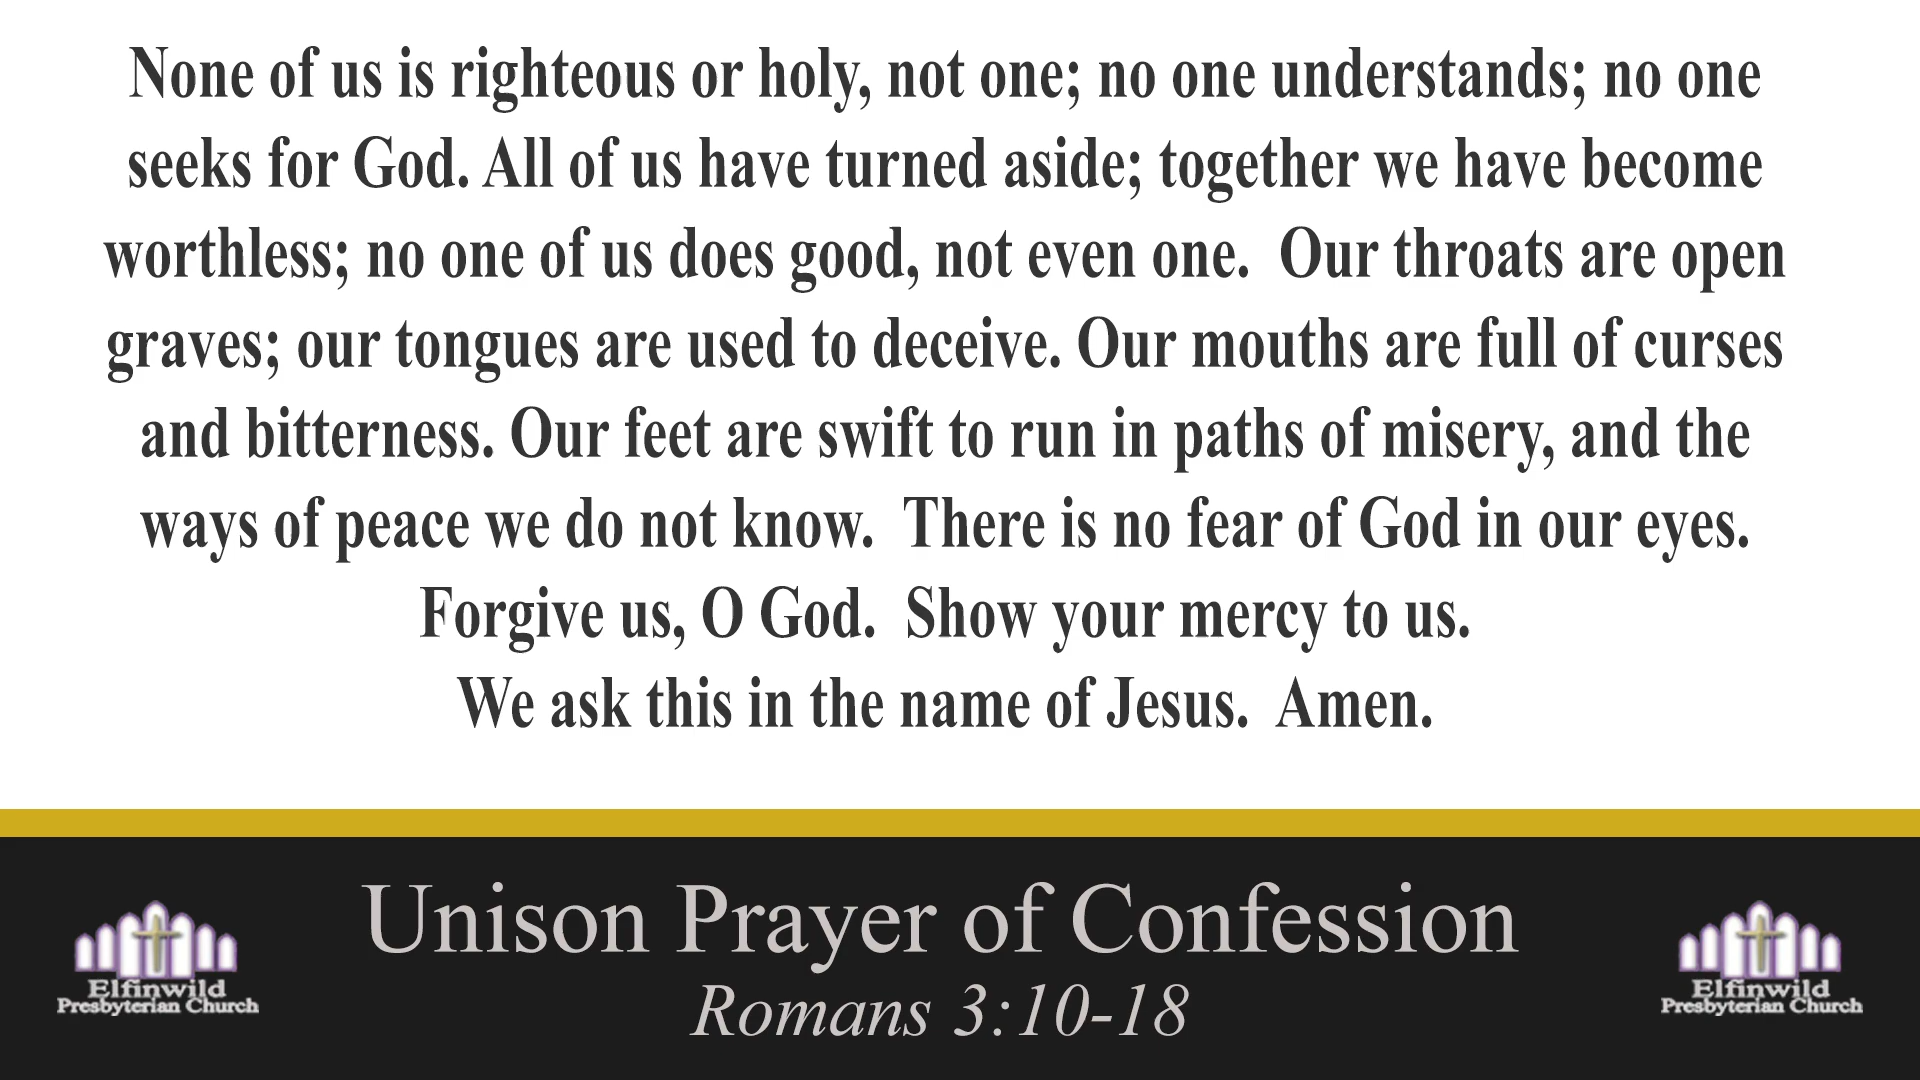 None of us is righteous or holy, not one; no one understands; no one
seeks for God. All of us have turned aside; together we have become
worthless; no one of us does good, not even one.  Our throats are open
graves; our tongues are used to deceive. Our mouths are full of curses
and bitterness. Our feet are swift to run in paths of misery, and the
ways of peace we do not know.  There is no fear of God in our eyes.
Forgive us, O God.  Show your mercy to us.
We ask this in the name of Jesus.  Amen.
Unison Prayer of Confession
Romans 3:10-18
Elfinwild
Presbyterian Church
Elfinwild
Presbyterian Church